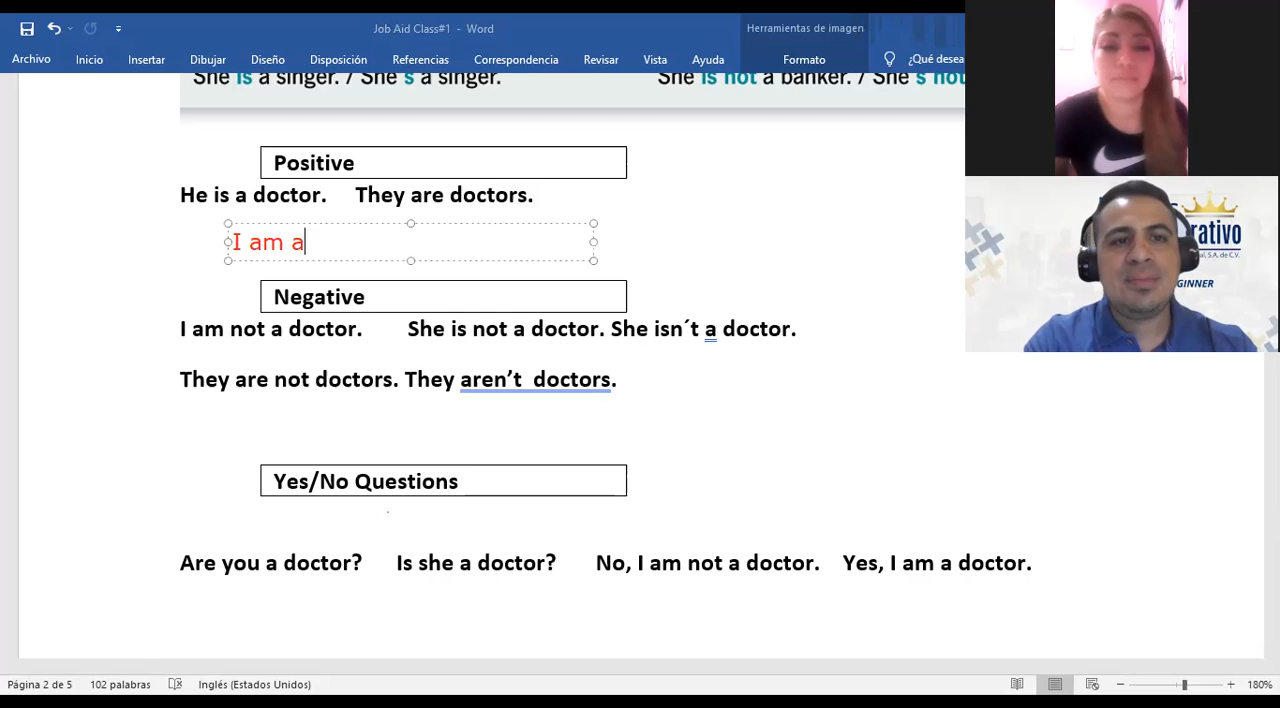 Job Aid Class#1 - Word
Herramientas de imagen
Archivo Inicio Insertar Dibujar Diseño Disposición Referencias Correspondencia Revisar Vista Ayuda Formato ¿Qué desea
She is a singer. / She's a singer. She is not a banker. / She's not
Positive
He is a doctor. They are doctors.
I am a
Negative
I am not a doctor. She is not a doctor. She isn´t a doctor.
They are not doctors. They aren't doctors.
Yes/No Questions
Are you a doctor? Is she a doctor? No, I am not a doctor. Yes, I am a doctor.
rativo
S.A. de C.V.
GINNER
Página 2 de 5 102 palabras Inglés (Estados Unidos) 180%